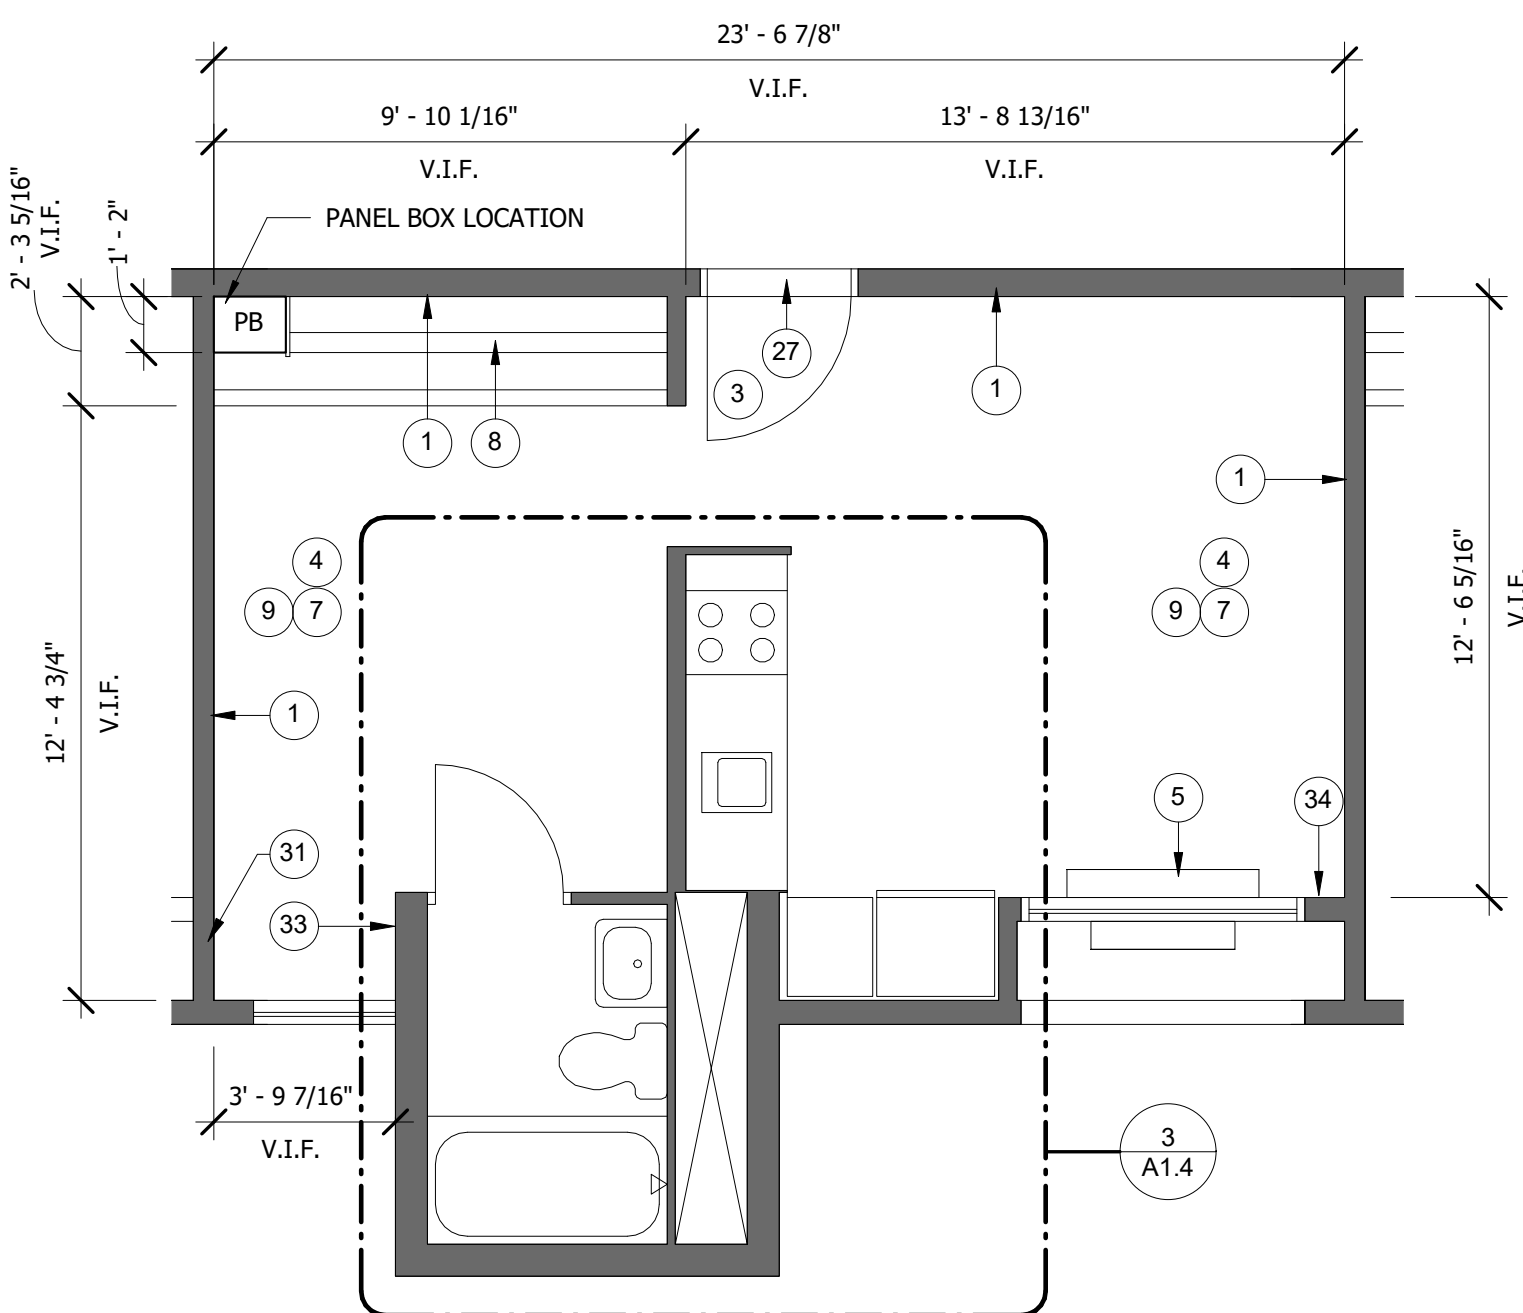 23' - 6 7/8"
V.I.F.
9' - 10 1/16"
13' - 8 13/16"
V.I.F.
V.I.F.
2' - 3 5/16"
V.I.F.
1' - 2"
PANEL BOX LOCATION
PB
27
3
1
1
8
1
4
9
7
4
9
7
12' - 6 5/16"
V.I.F.
12' - 4 3/4"
V.I.F.
1
5
34
31
33
3' - 9 7/16"
V.I.F.
3
A1.4